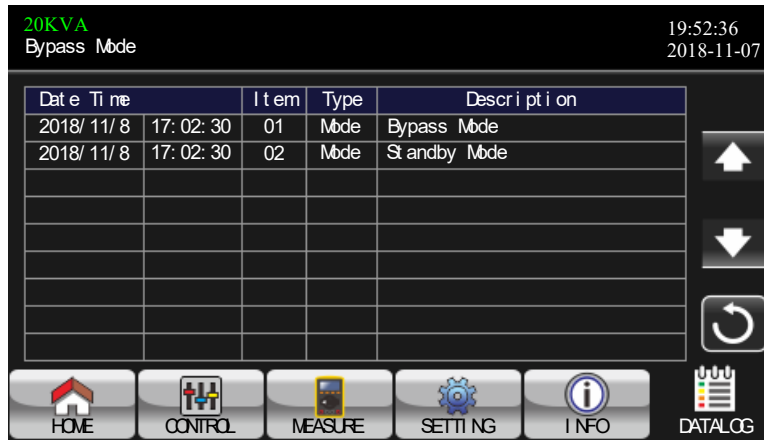 20KVA
Bypass Mode
19:52:36
2018-11-07
Date Time Item Type Description
2018/11/8 17:02:30 01 Mode Bypass Mode
2018/11/8 17:02:30 02 Mode Standby Mode
HOME CONTROL MEASURE SETTING INFO DATALOG